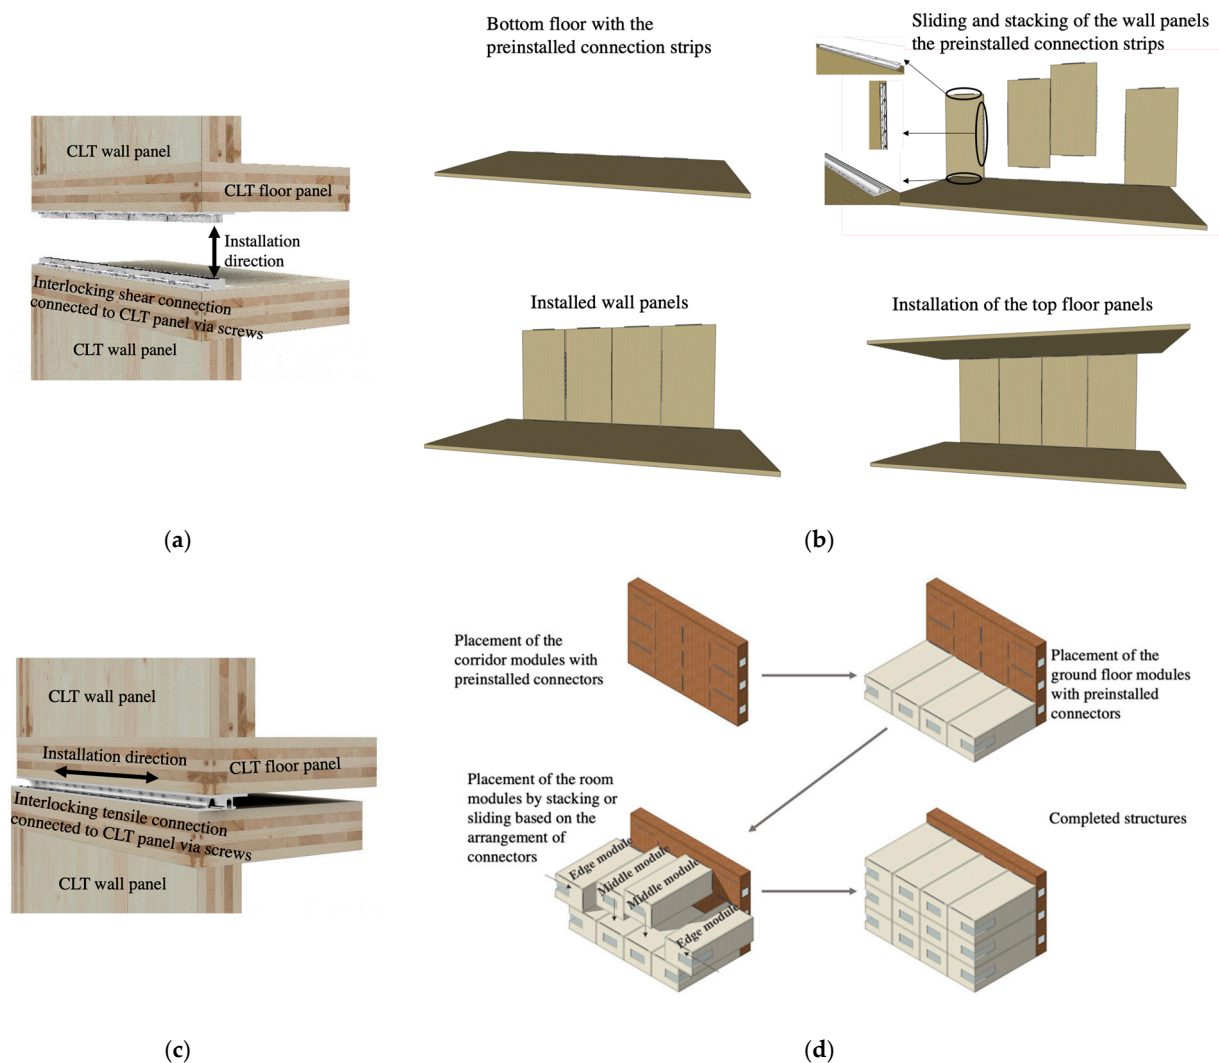 CLT wall panel
CLT floor panel
Installation
direction
Interlocking shear connection
connected to CLT panel via screws
CLT wall panel
(a)
Bottom floor with the
preinstalled connection strips
Sliding and stacking of the wall panels
the preinstalled connection strips
Installed wall panels
Installation of the top floor panels
(b)
CLT wall panel
Installation direction
CLT floor panel
Interlocking tensile connection
connected to CLT panel via screws
CLT wall panel
(c)
Placement of the
corridor modules with
preinstalled connectors
Placement of the
ground floor modules
with preinstalled
connectors
Placement of the room
modules by stacking or
sliding based on the
arrangement of
connectors
Edge module
Middle module
Middle module
Edge module
Completed structures
(d)